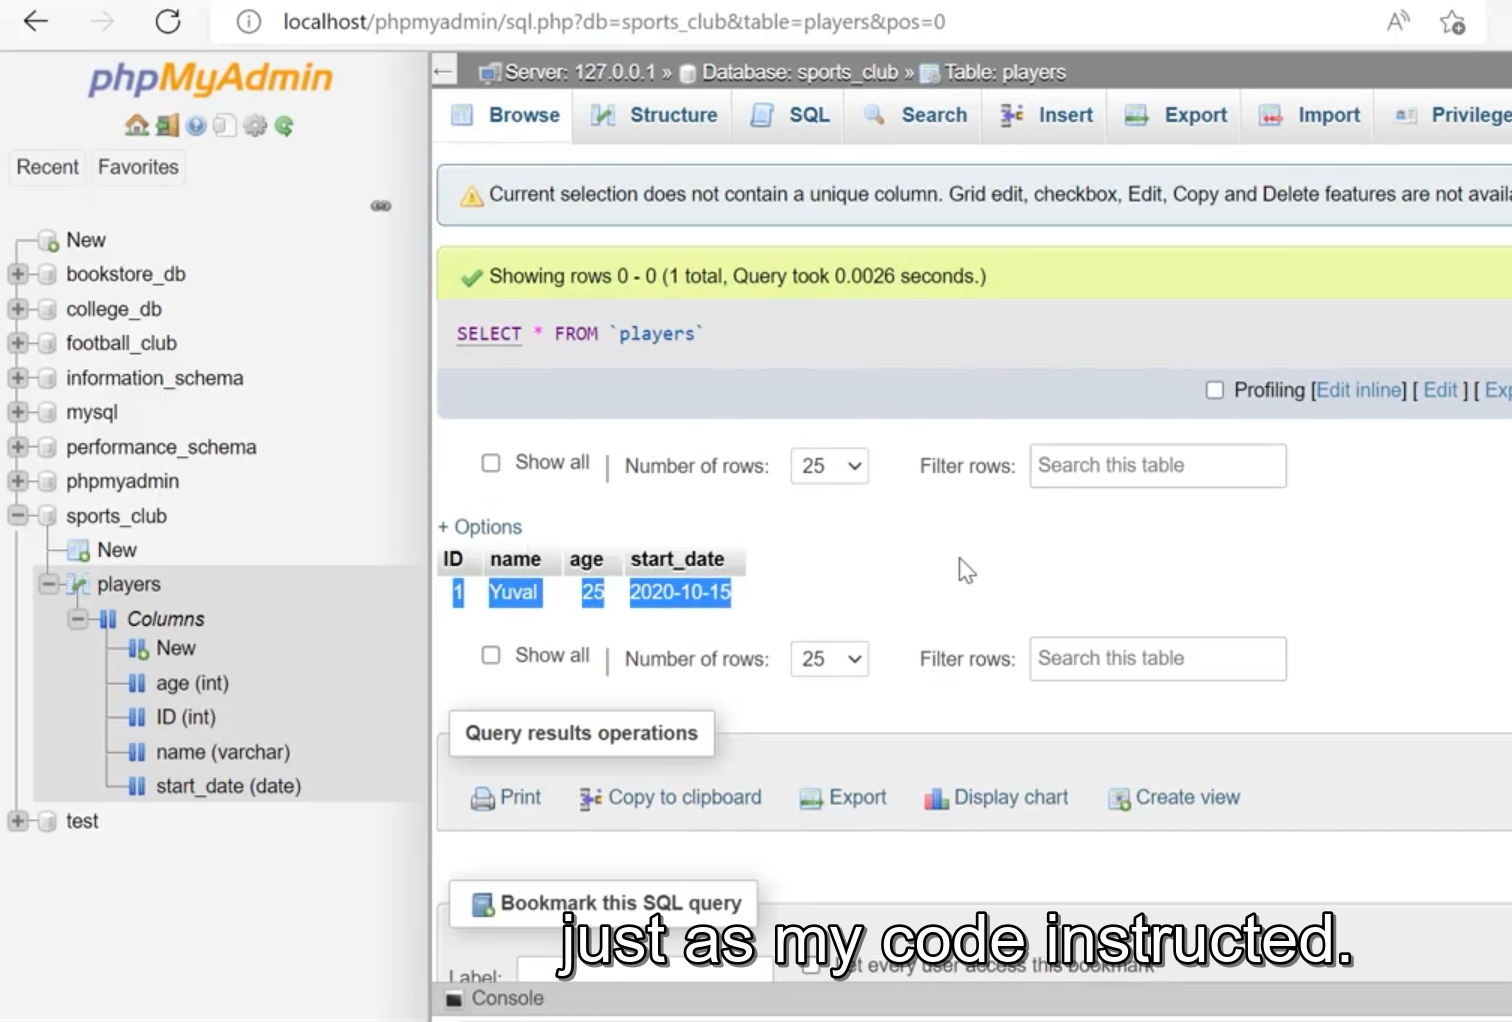 localhost/phpmyadmin/sql.php?db=sports_club&table=players&pos=0
phpMyAdmin
Recent Favorites
New
bookstore_db
college_db
football_club
information_schema
mysql
performance_schema
phpmyadmin
sports_club
New
players
Columns
New
age (int)
ID (int)
name (varchar)
start_date (date)
test
Server: 127.0.0.1 » Database: sports_club » Table: players
Browse Structure SQL Search Insert Export Import Privilege
Current selection does not contain a unique column. Grid edit, checkbox, Edit, Copy and Delete features are not availa
Showing rows 0 - 0 (1 total, Query took 0.0026 seconds.)
SELECT * FROM `players`
Profiling [Edit inline] [ Edit ] [ Exp
Show all | Number of rows: 25 Filter rows: Search this table
+ Options
ID name age start_date
1 Yuval 25 2020-10-15
Show all | Number of rows: 25 Filter rows: Search this table
Query results operations
Print Copy to clipboard Export Display chart Create view
Bookmark this SQL query
just as my code instructed.
Label: every user access this bookmark
Console